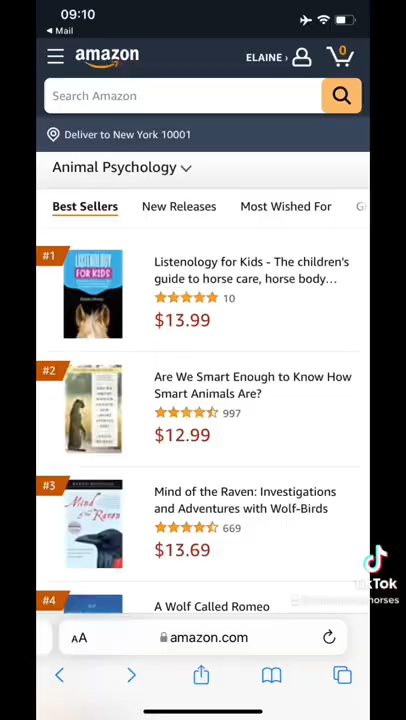 09:10
Mail
amazon
ELAINE ›
0
Search Amazon
Deliver to New York 10001
Animal Psychology
Best Sellers New Releases Most Wished For G
#1
LISTENOLOGY
FOR KIDS
Listenology for Kids - The children's
guide to horse care, horse body...
10
$13.99
#2
Are We Smart Enough to Know How
Smart Animals Are?
997
$12.99
#3
Mind of the Raven
Mind of the Raven: Investigations
and Adventures with Wolf-Birds
669
$13.69
#4
A Wolf Called Romeo
TikTok
horses
AA
amazon.com